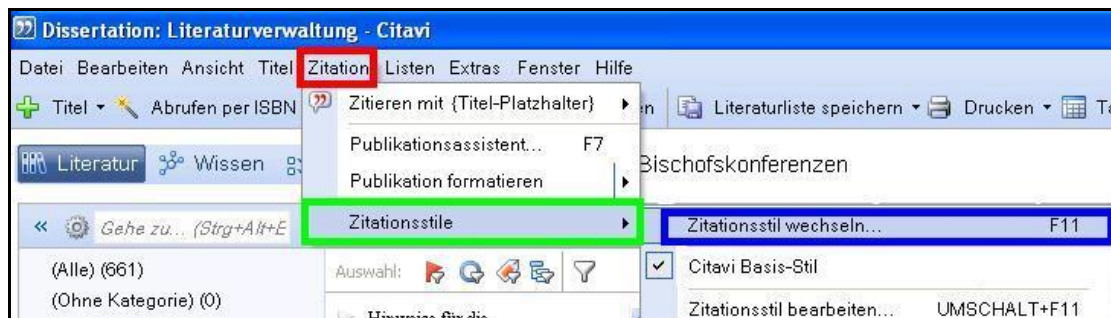 Dissertation: Literaturverwaltung - Citavi
Datei Bearbeiten Ansicht Titel Zitation Listen Extras Fenster Hilfe
Titel Abrufen per ISBN Literaturliste speichern Drucken
Zitieren mit {Titel-Platzhalter}
Publikationsassistent... F7
Literatur Wissen Bischofskonferenzen
Publikation formatieren
Zitationsstile Zitationsstil wechseln... F11
Gehe zu... (Strg+Alt+E
(Alle) (661) Auswahl: Citavi Basis-Stil
(Ohne Kategorie) (0) Zitationsstil bearbeiten... UMSCHALT+F11